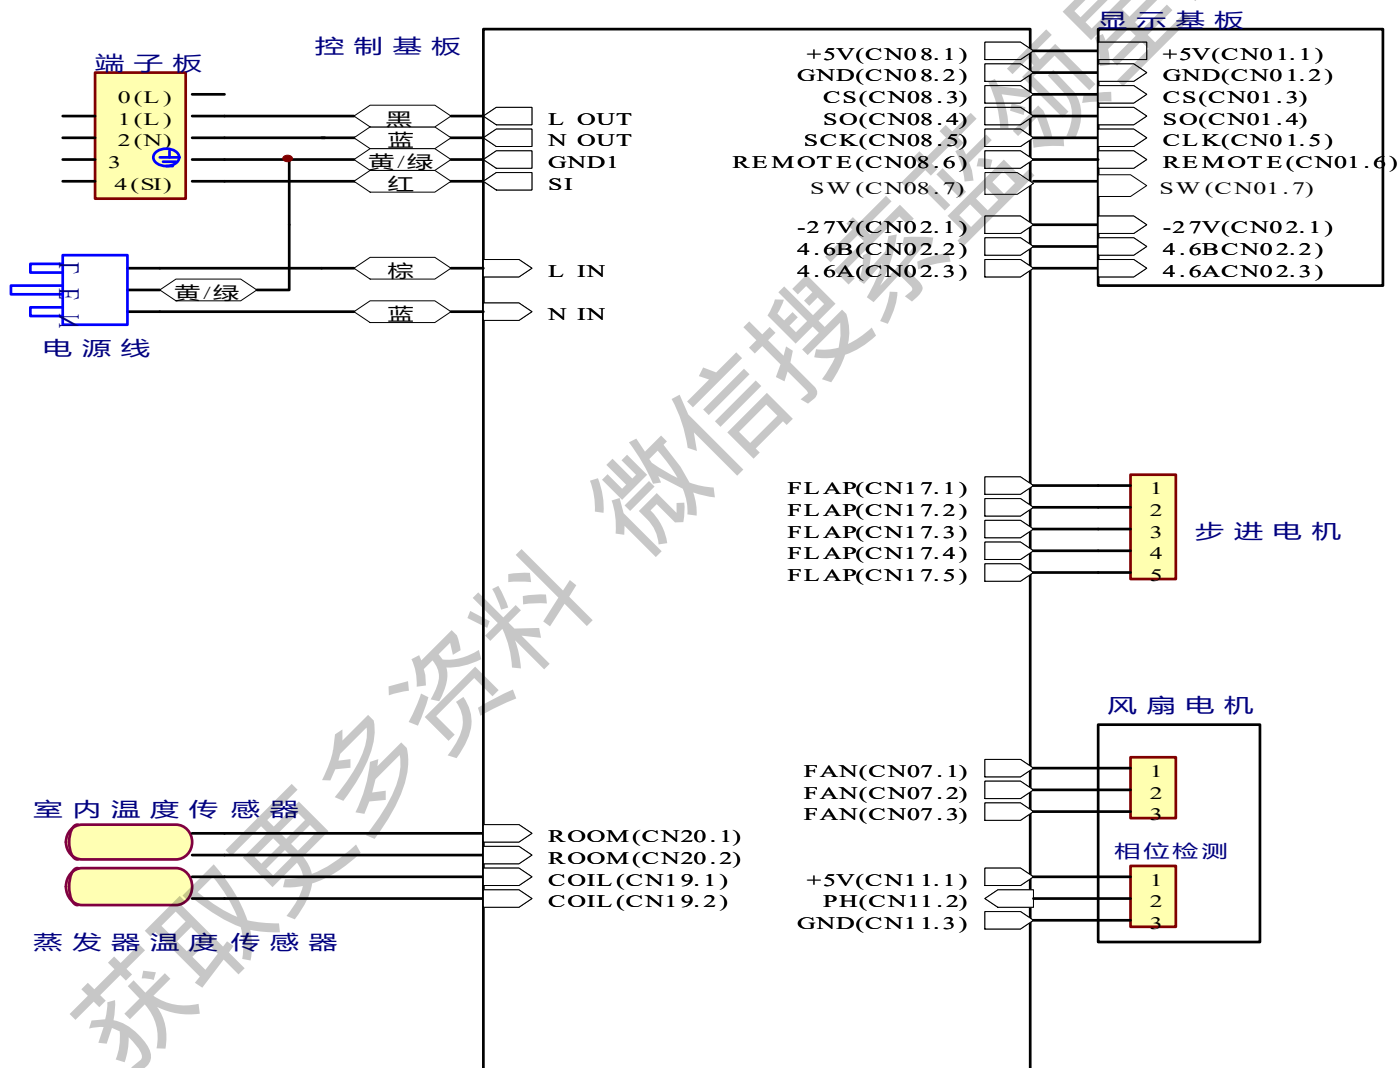 显示基板
控制基板
端子板
0(L)
1(L)
2(N)
3
4(SI)
黑
蓝
黄/绿
红
L OUT
N OUT
GND1
SI
L
E
N
电源线
棕
黄/绿
蓝
L IN
N IN
+5V(CN08.1)
GND(CN08.2)
CS(CN08.3)
SO(CN08.4)
SCK(CN08.5)
REMOTE(CN08.6)
SW(CN08.7)
-27V(CN02.1)
4.6B(CN02.2)
4.6A(CN02.3)
+5V(CN01.1)
GND(CN01.2)
CS(CN01.3)
SO(CN01.4)
CLK(CN01.5)
REMOTE(CN01.6)
SW(CN01.7)
-27V(CN02.1)
4.6BCN02.2)
4.6ACN02.3)
FLAP(CN17.1)
FLAP(CN17.2)
FLAP(CN17.3)
FLAP(CN17.4)
FLAP(CN17.5)
1
2
3
4
5
步进电机
风扇电机
FAN(CN07.1)
FAN(CN07.2)
FAN(CN07.3)
1
2
3
相位检测
+5V(CN11.1)
PH(CN11.2)
GND(CN11.3)
1
2
3
室内温度传感器
ROOM(CN20.1)
ROOM(CN20.2)
COIL(CN19.1)
COIL(CN19.2)
蒸发器温度传感器
获取更多资料 微信搜索蓝领星